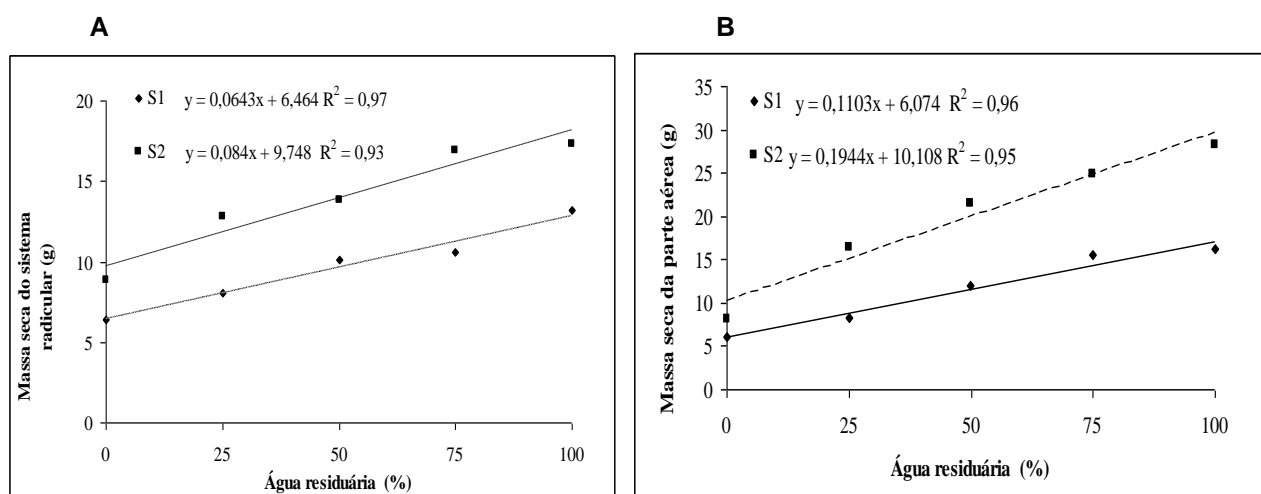 A
S1 y = 0,0643x + 6,464 R² = 0,97
S2 y = 0,084x + 9,748 R² = 0,93
20
15
10
5
0
0 25 50 75 100
Massa seca do sistema
radicular (g)
Água residuária (%)
B
S1 y = 0,1103x + 6,074 R² = 0,96
S2 y = 0,1944x + 10,108 R² = 0,95
35
30
25
20
15
10
5
0
0 25 50 75 100
Massa seca da parte aérea (g)
Água residuária (%)